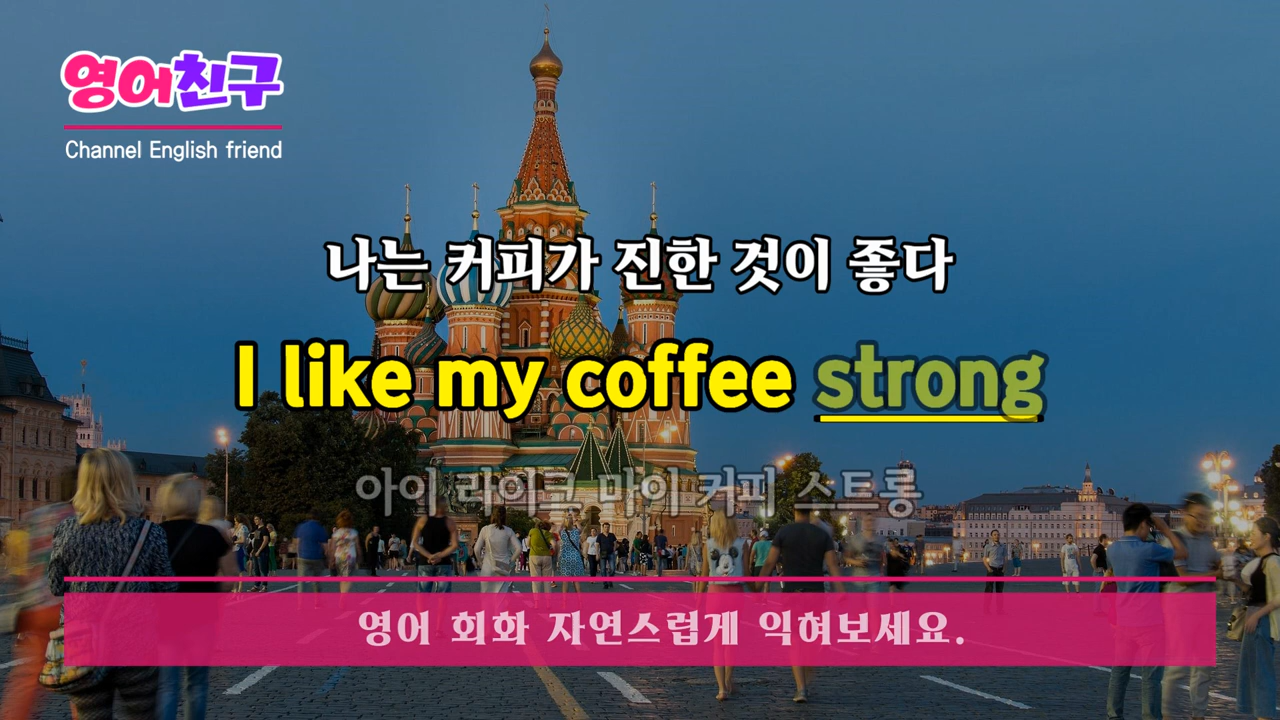 영어친구
Channel English friend
나는 커피가 진한 것이 좋다
I like my coffee strong
아이 라이크 마이 커피 스트롱
영어 회화 자연스럽게 익혀보세요.